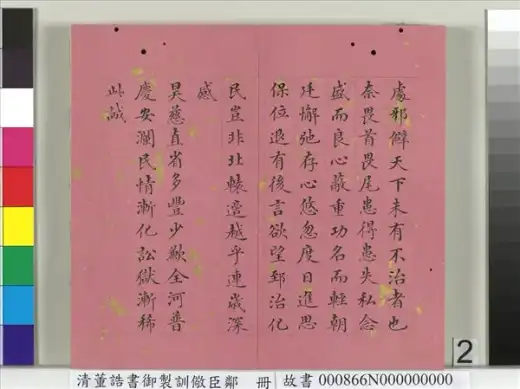 處邪僻天下未有不治者也
奈畏首畏尾患得患失私念
盛而良心蔽重功名而輕朝
廷懈弛存心悠忽度日進思
保位退有後言欲望郅治化
民豈非北轅適越乎連歲深
感
昊慈直省多豐少歉全河普
慶安瀾民情漸化訟獄漸稀
此誠
2
清董誥書御製訓儆臣鄰 冊 故書 000866N000000000